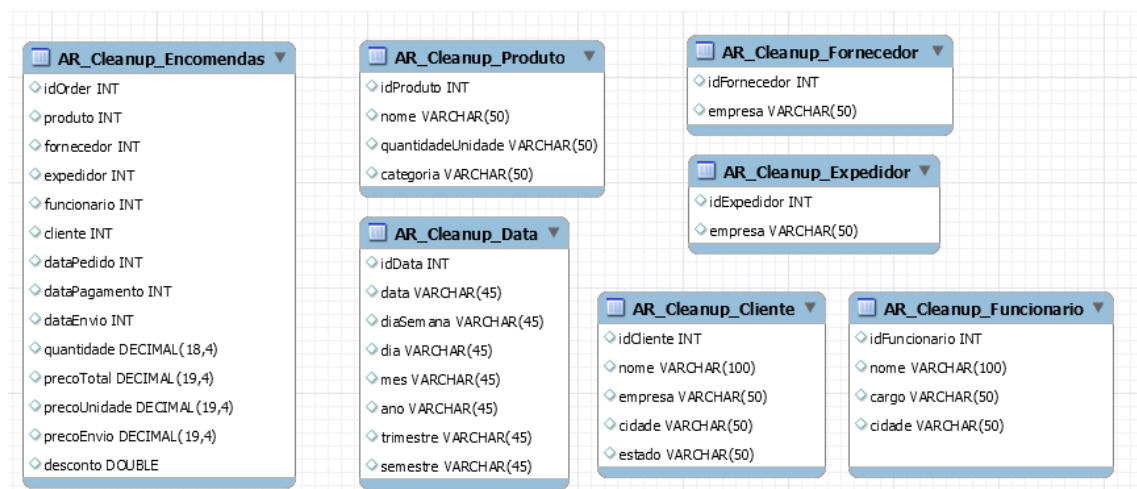 AR_Cleanup_Encomendas
idOrder INT
produto INT
fornecedor INT
expedidor INT
funcionario INT
cliente INT
dataPedido INT
dataPagamento INT
dataEnvio INT
quantidade DECIMAL(18,4)
precoTotal DECIMAL(19,4)
precoUnidade DECIMAL(19,4)
precoEnvio DECIMAL(19,4)
desconto DOUBLE
AR_Cleanup_Produto
idProduto INT
nome VARCHAR(50)
quantidadeUnidade VARCHAR(50)
categoria VARCHAR(50)
AR_Cleanup_Data
idData INT
data VARCHAR(45)
diaSemana VARCHAR(45)
dia VARCHAR(45)
mes VARCHAR(45)
ano VARCHAR(45)
trimestre VARCHAR(45)
semestre VARCHAR(45)
AR_Cleanup_Fornecedor
idFornecedor INT
empresa VARCHAR(50)
AR_Cleanup_Expedidor
idExpedidor INT
empresa VARCHAR(50)
AR_Cleanup_Cliente
idCliente INT
nome VARCHAR(100)
empresa VARCHAR(50)
cidade VARCHAR(50)
estado VARCHAR(50)
AR_Cleanup_Funcionario
idFuncionario INT
nome VARCHAR(100)
cargo VARCHAR(50)
cidade VARCHAR(50)